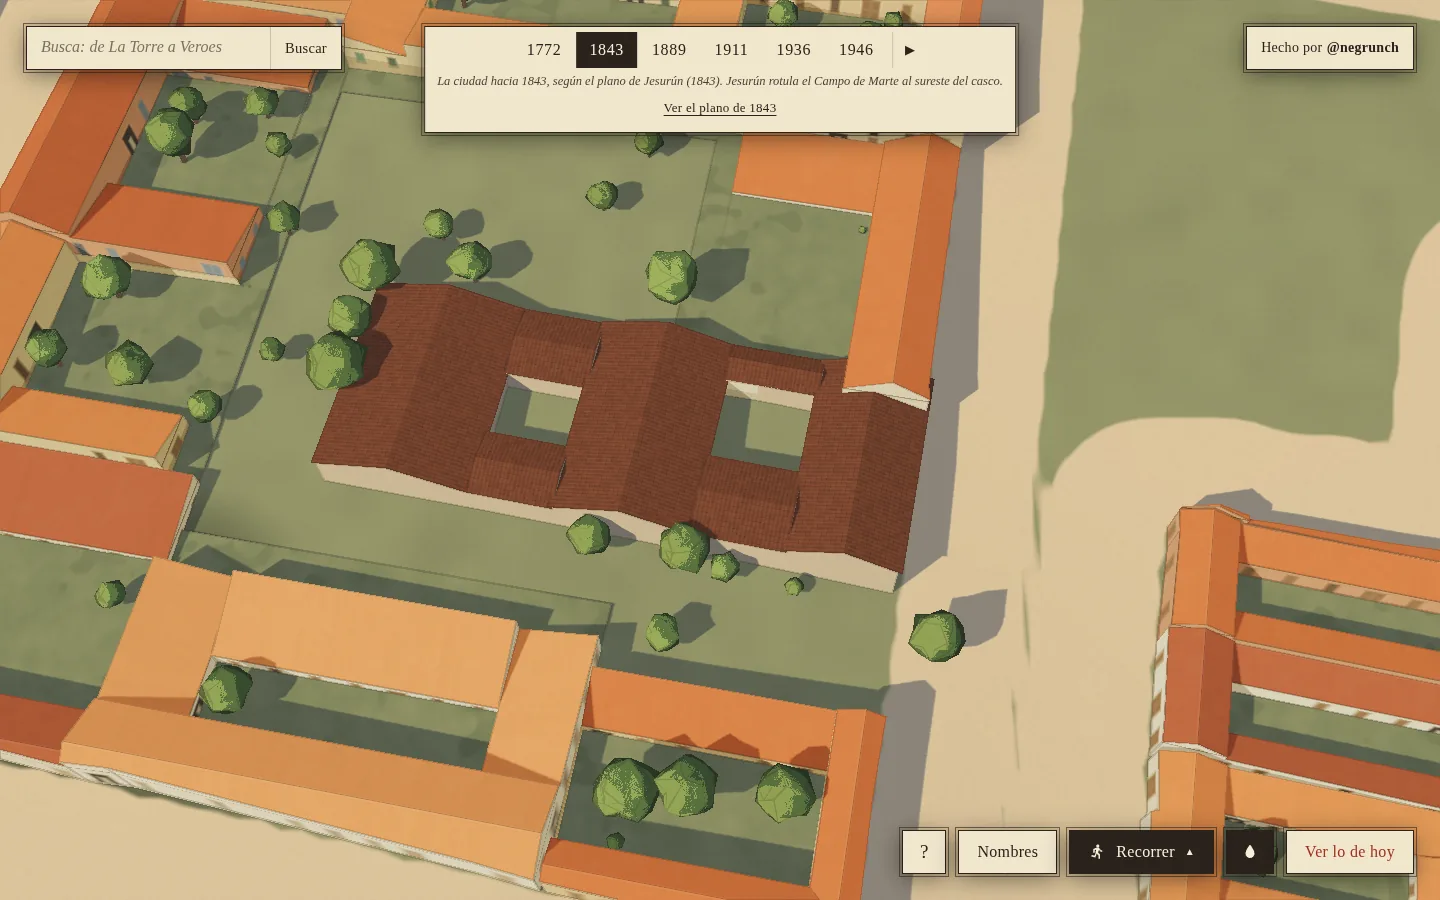 Busca: de La Torre a Veroes
Buscar
1772 1843 1889 1911 1936 1946 ▶
La ciudad hacia 1843, según el plano de Jesurún (1843). Jesurún rotula el Campo de Marte al sureste del casco.
Ver el plano de 1843
Hecho por @negrunch
? Nombres Recorrer ▲ Ver lo de hoy